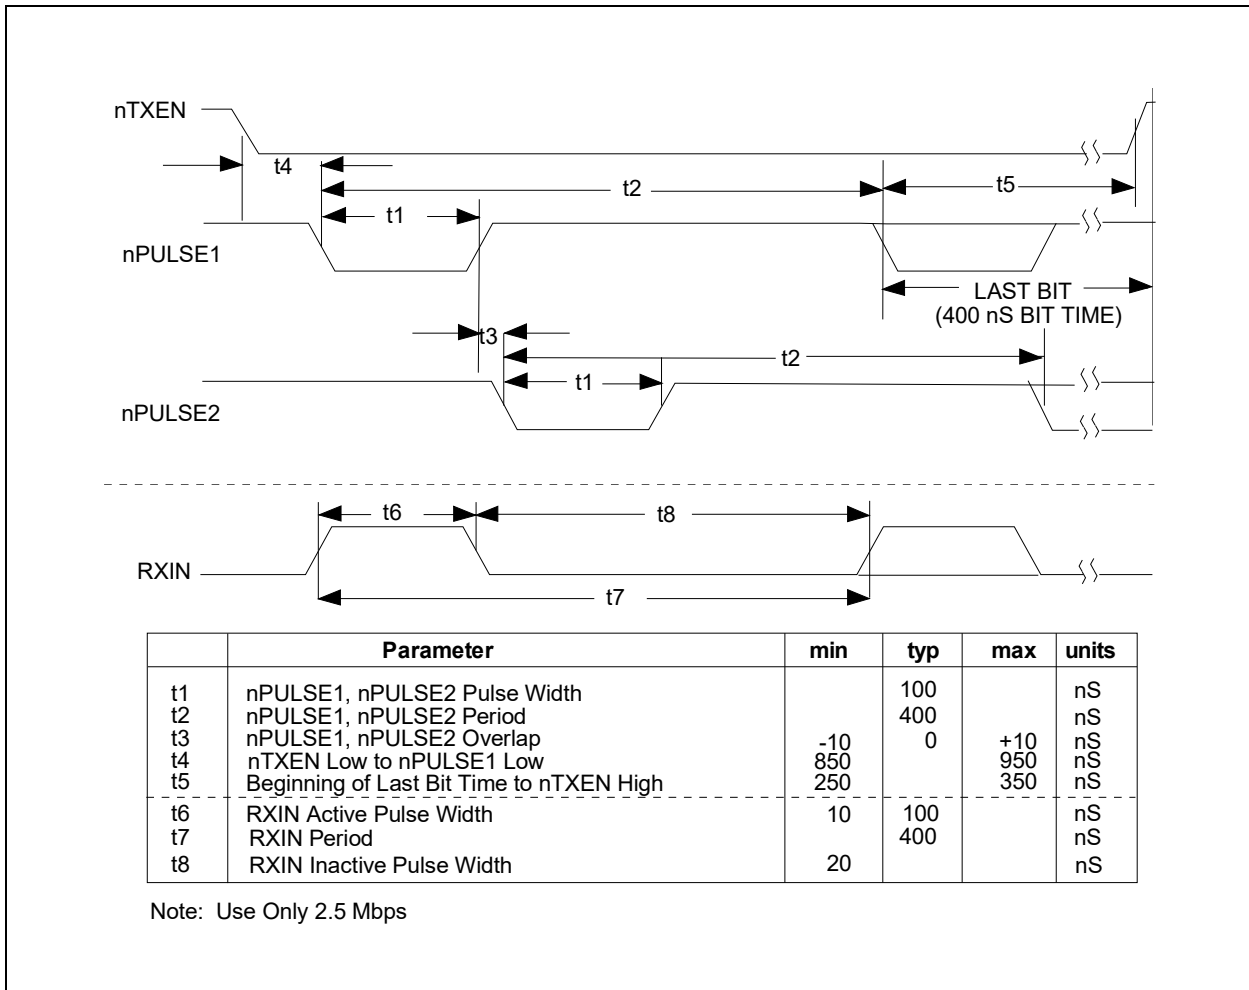 nTXEN
t4
t2
t5
t1
nPULSE1
LAST BIT
(400 nS BIT TIME)
t3
t2
t1
nPULSE2
t6
t8
RXIN
t7
Parameter min typ max units
t1 nPULSE1, nPULSE2 Pulse Width 100 nS
t2 nPULSE1, nPULSE2 Period 400 nS
t3 nPULSE1, nPULSE2 Overlap -10 0 +10 nS
t4 nTXEN Low to nPULSE1 Low 850 950 nS
t5 Beginning of Last Bit Time to nTXEN High 250 350 nS
t6 RXIN Active Pulse Width 10 100 nS
t7 RXIN Period 400 nS
t8 RXIN Inactive Pulse Width 20 nS
Note: Use Only 2.5 Mbps